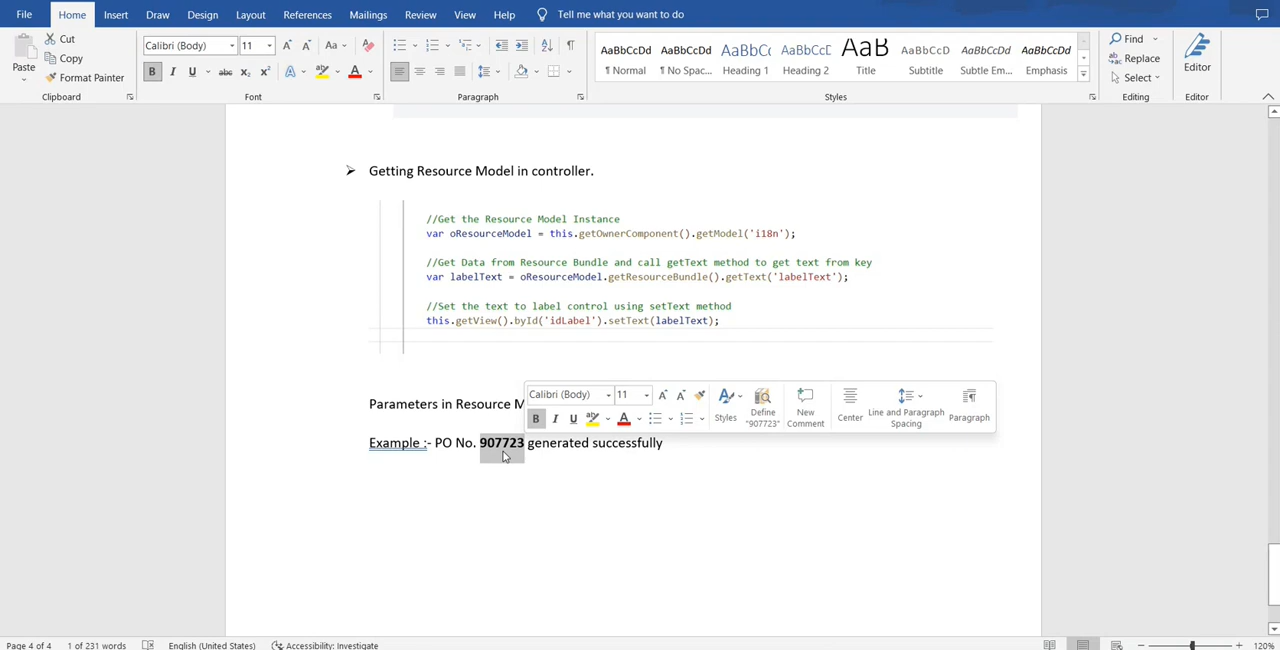 File Home Insert Draw Design Layout References Mailings Review View Help Tell me what you want to do
Paste
Cut
Copy
Format Painter
Clipboard
Calibri (Body) 11
Font
Paragraph
AaBbCcDd AaBbCcDd AaBbCc AaBbCcD AaB AaBbCcD AaBbCcDd AaBbCcDd
¶ Normal ¶ No Spac... Heading 1 Heading 2 Title Subtitle Subtle Em... Emphasis
Styles
Find
Replace
Select
Editing
Editor
Editor
➢ Getting Resource Model in controller.
//Get the Resource Model Instance
var oResourceModel = this.getOwnerComponent().getModel('i18n');
//Get Data from Resource Bundle and call getText method to get text from key
var labelText = oResourceModel.getResourceBundle().getText('labelText');
//Set the text to label control using setText method
this.getView().byId('idLabel').setText(labelText);
Parameters in Resource M
Calibri (Body) 11
Styles
Define
"907723"
New
Comment
Center
Line and Paragraph
Spacing
Paragraph
Example :- PO No. 907723 generated successfully
Page 4 of 4 1 of 231 words English (United States) Accessibility: Investigate 120%